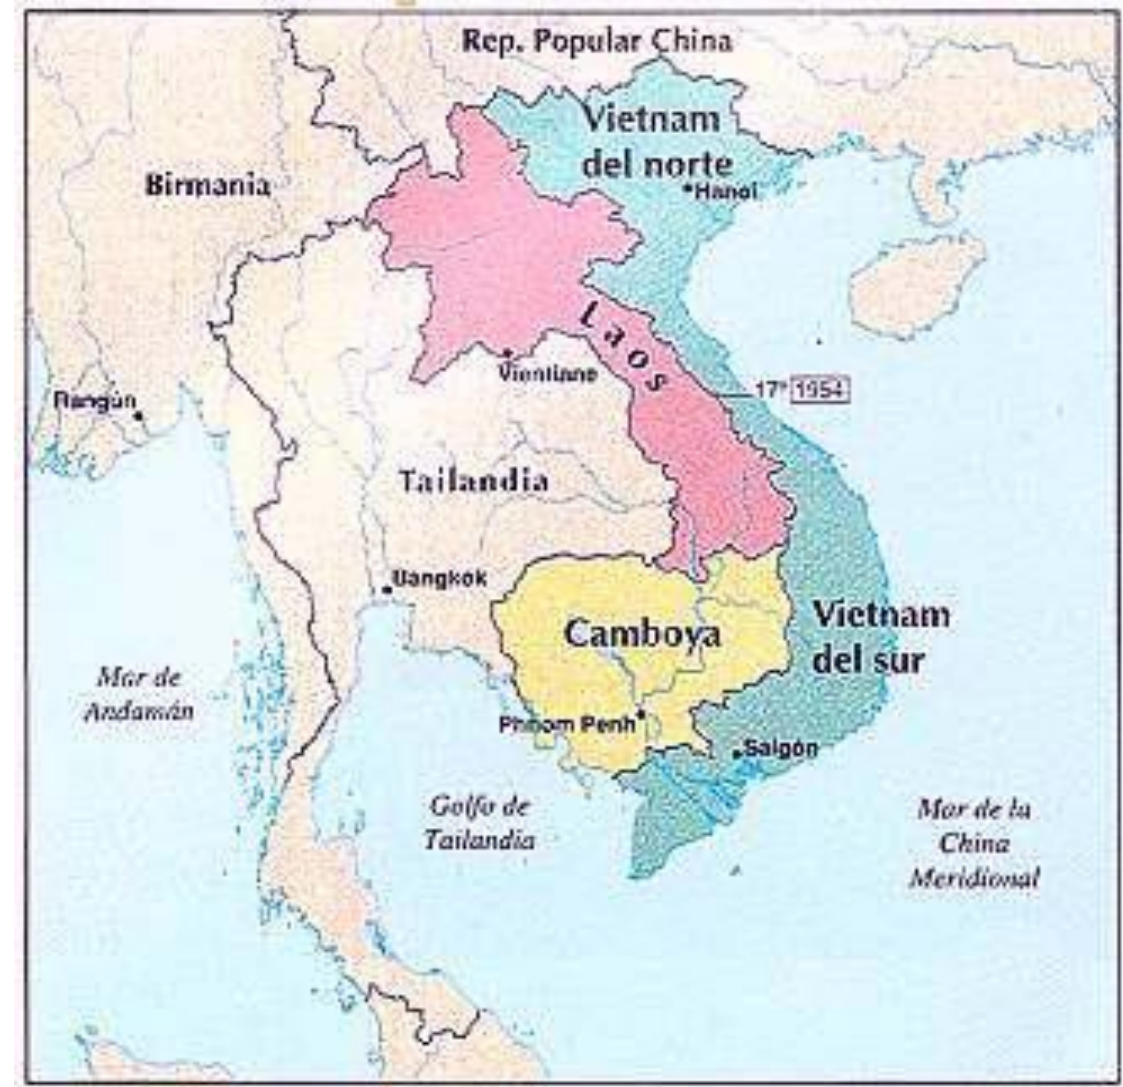 Rep. Popular China
Vietnam
del norte
Hanoi
Birmania
Laos
Vientiane
17° 1954
Rangún
Tailandia
Bangkok
Camboya
Vietnam
del sur
Mar de
Andamán
Phnom Penh
Saigón
Golfo de
Tailandia
Mar de la
China
Meridional